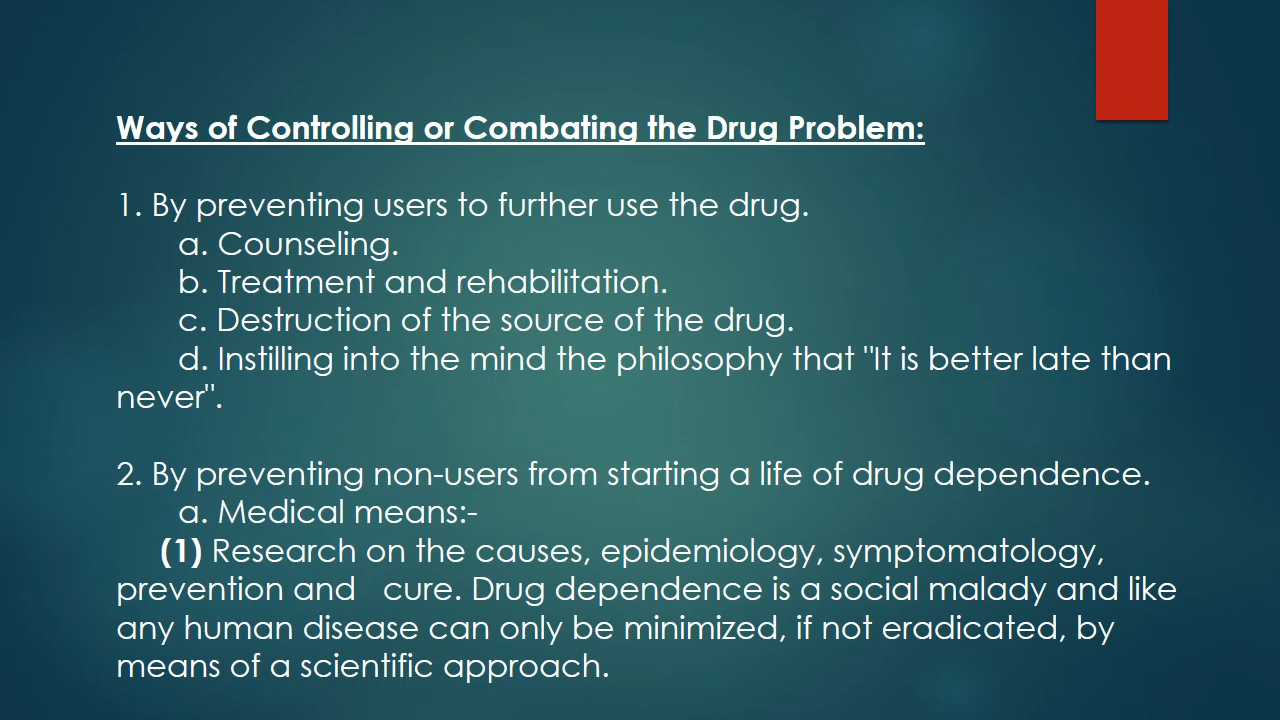 Ways of Controlling or Combating the Drug Problem:
1. By preventing users to further use the drug.
a. Counseling.
b. Treatment and rehabilitation.
c. Destruction of the source of the drug.
d. Instilling into the mind the philosophy that "It is better late than
never".
2. By preventing non-users from starting a life of drug dependence.
a. Medical means:-
(1) Research on the causes, epidemiology, symptomatology,
prevention and   cure. Drug dependence is a social malady and like
any human disease can only be minimized, if not eradicated, by
means of a scientific approach.